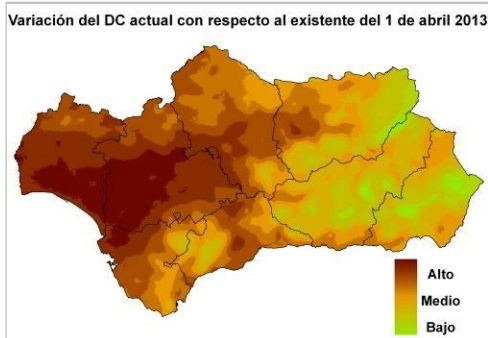 Variación del DC actual con respecto al existente del 1 de abril 2013
Alto
Medio
Bajo